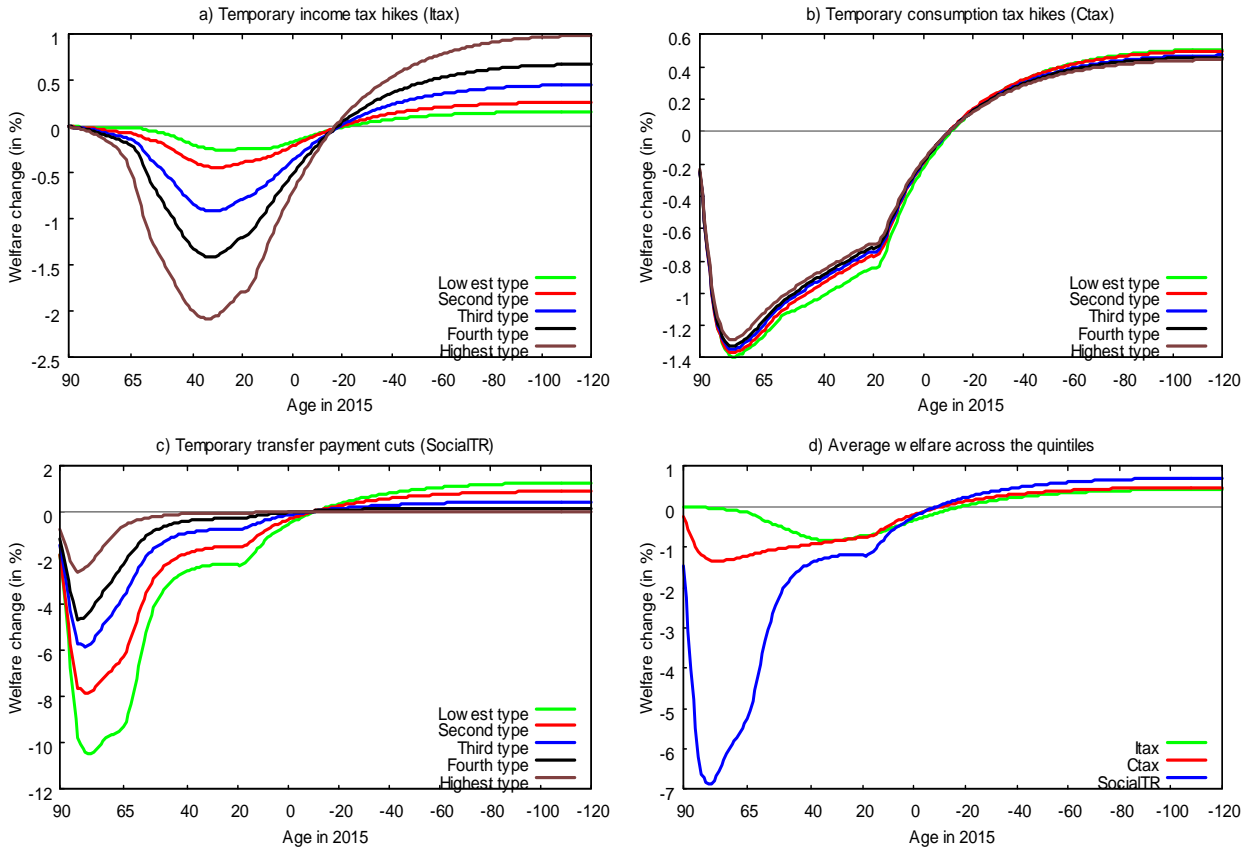 a) Temporary income tax hikes (Itax)
1
0.5
0
-0.5
-1
-1.5
-2
-2.5
Welfare change (in %)
Low est type
Second type
Third type
Fourth type
Highest type
90 65 40 20 0 -20 -40 -60 -80 -100 -120
Age in 2015
b) Temporary consumption tax hikes (Ctax)
0.6
0.4
0.2
0
-0.2
-0.4
-0.6
-0.8
-1.0
-1.2
-1.4
Welfare change (in %)
Low est type
Second type
Third type
Fourth type
Highest type
90 65 40 20 0 -20 -40 -60 -80 -100 -120
Age in 2015
c) Temporary transfer payment cuts (SocialTR)
2
0
-2
-4
-6
-8
-10
-12
Welfare change (in %)
Low est type
Second type
Third type
Fourth type
Highest type
90 65 40 20 0 -20 -40 -60 -80 -100 -120
Age in 2015
d) Average welfare across the quintiles
1
0
-1
-2
-3
-4
-5
-6
-7
Welfare change (in %)
Itax
Ctax
SocialTR
90 65 40 20 0 -20 -40 -60 -80 -100 -120
Age in 2015